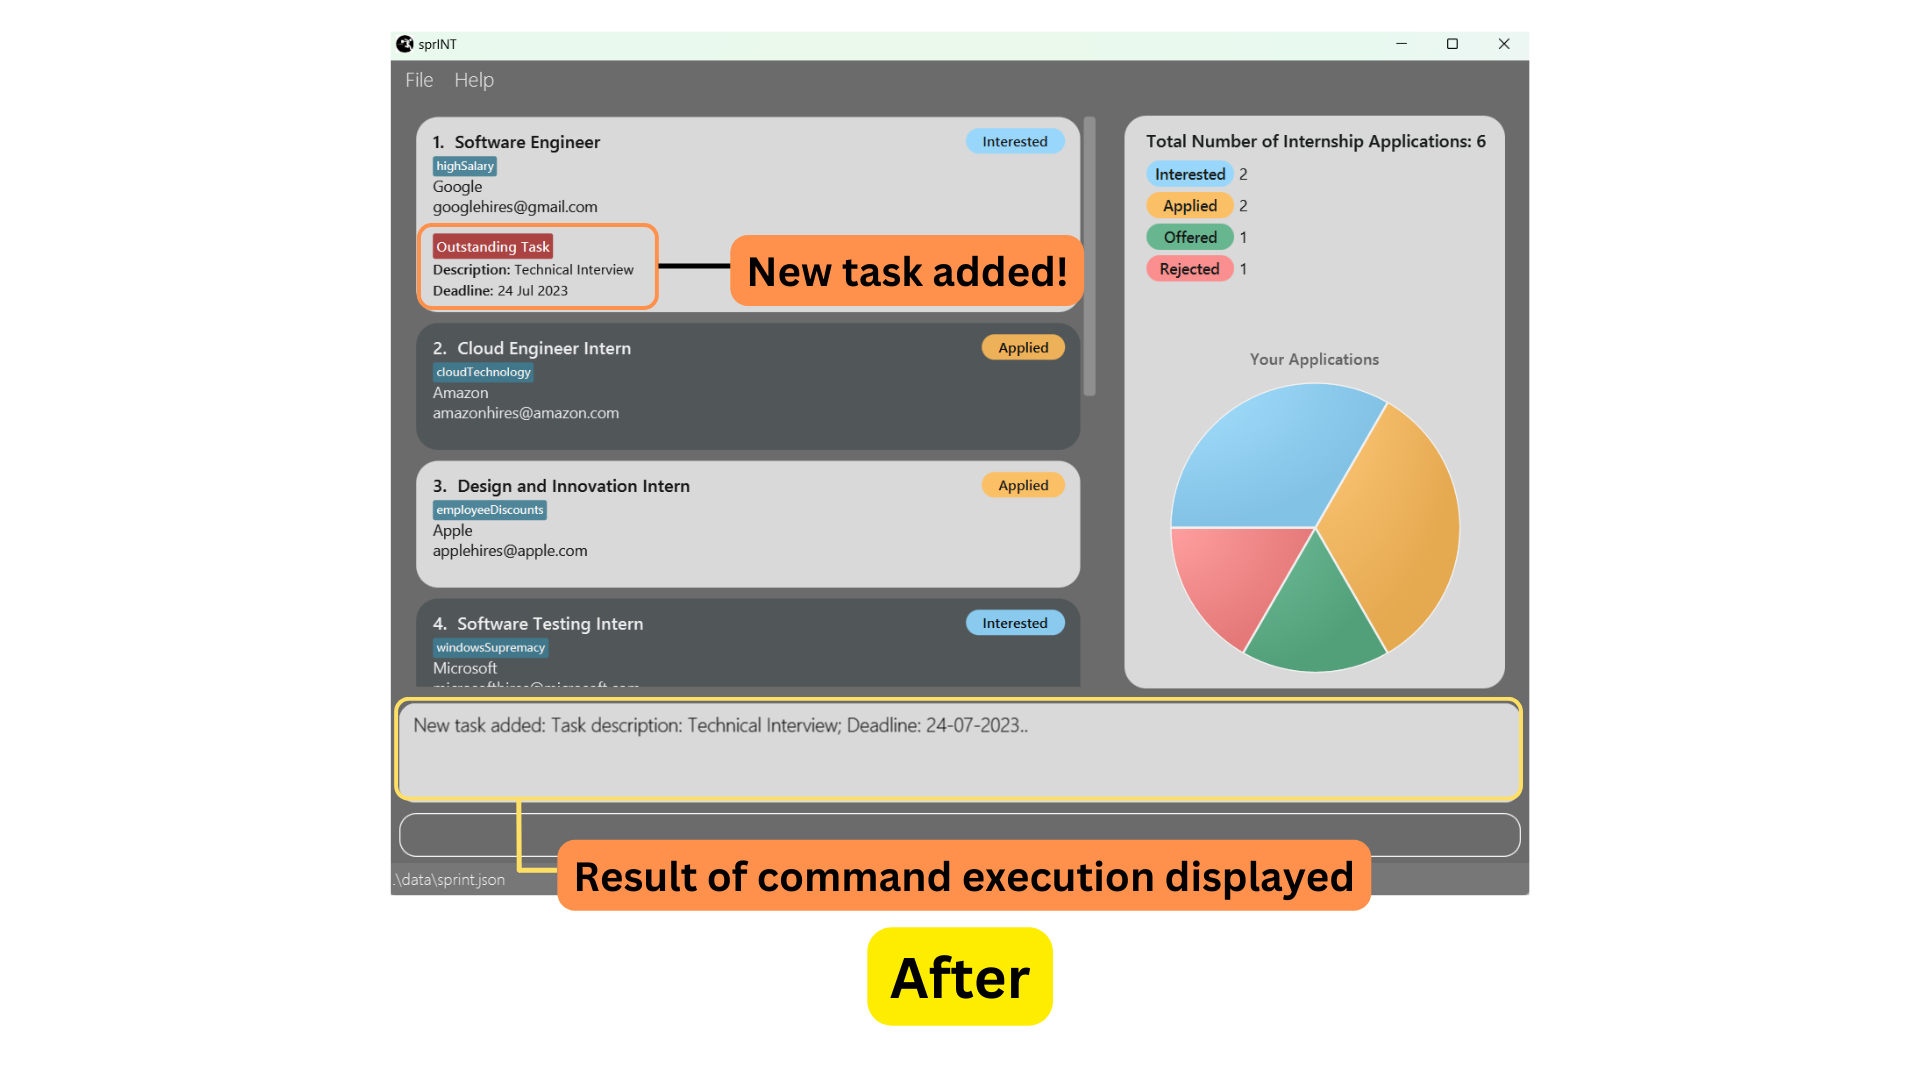 sprINT
File Help
1. Software Engineer
Interested
highSalary
Google
googlehires@gmail.com
Outstanding Task
Description: Technical Interview
Deadline: 24 Jul 2023
New task added!
2. Cloud Engineer Intern
Applied
cloudTechnology
Amazon
amazonhires@amazon.com
3. Design and Innovation Intern
Applied
employeeDiscounts
Apple
applehires@apple.com
4. Software Testing Intern
Interested
windowsSupremacy
Microsoft
Total Number of Internship Applications: 6
Interested 2
Applied 2
Offered 1
Rejected 1
Your Applications
New task added: Task description: Technical Interview; Deadline: 24-07-2023..
Result of command execution displayed
.\data\sprint.json
After